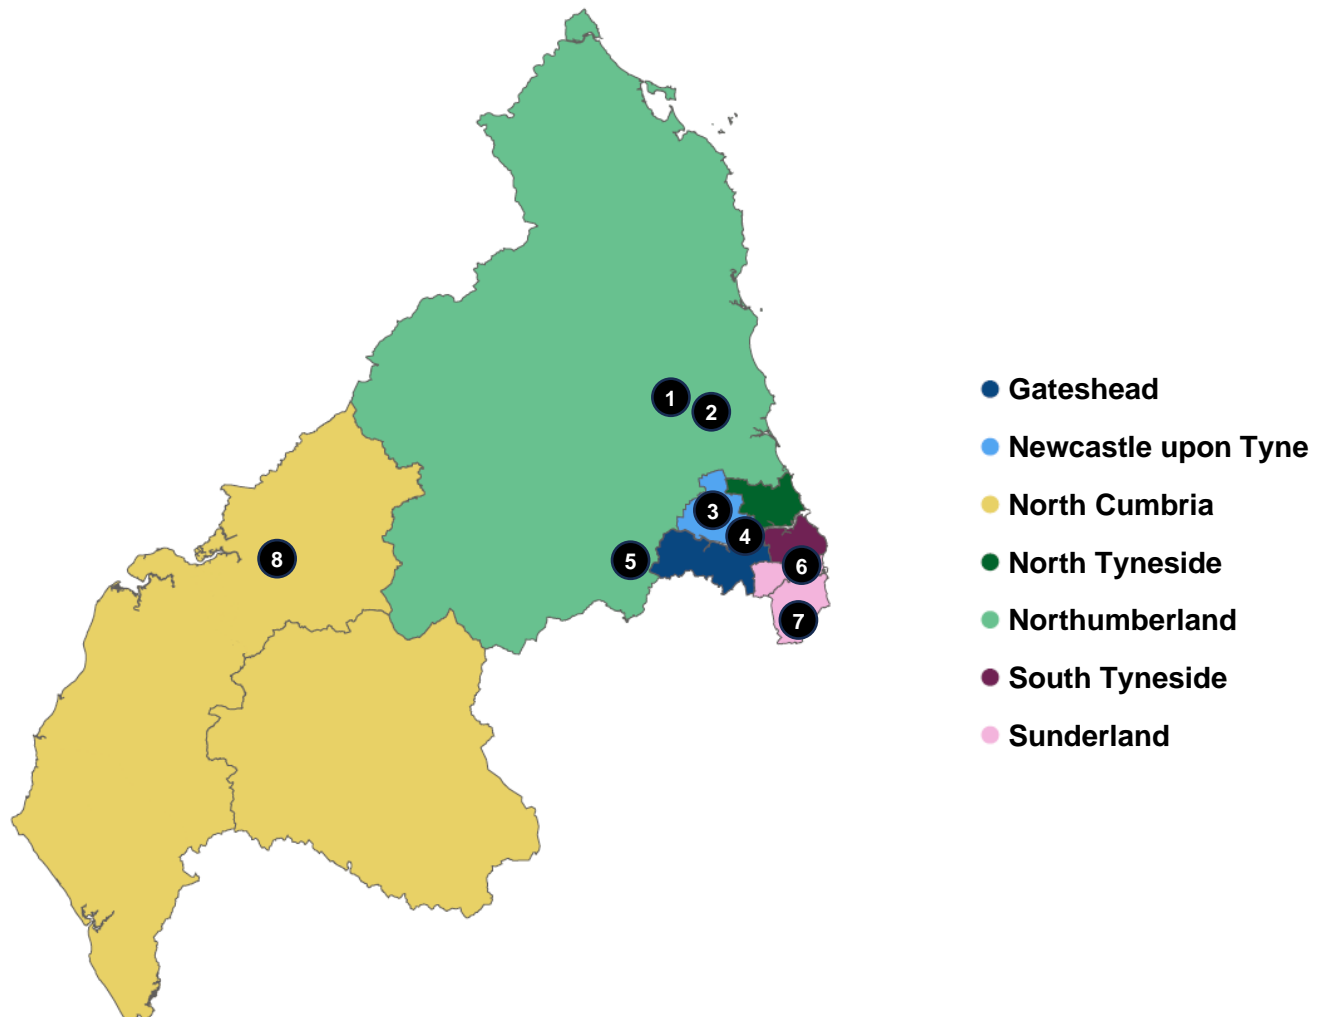 1
2
3
4
5
6
7
8
Gateshead
Newcastle upon Tyne
North Cumbria
North Tyneside
Northumberland
South Tyneside
Sunderland